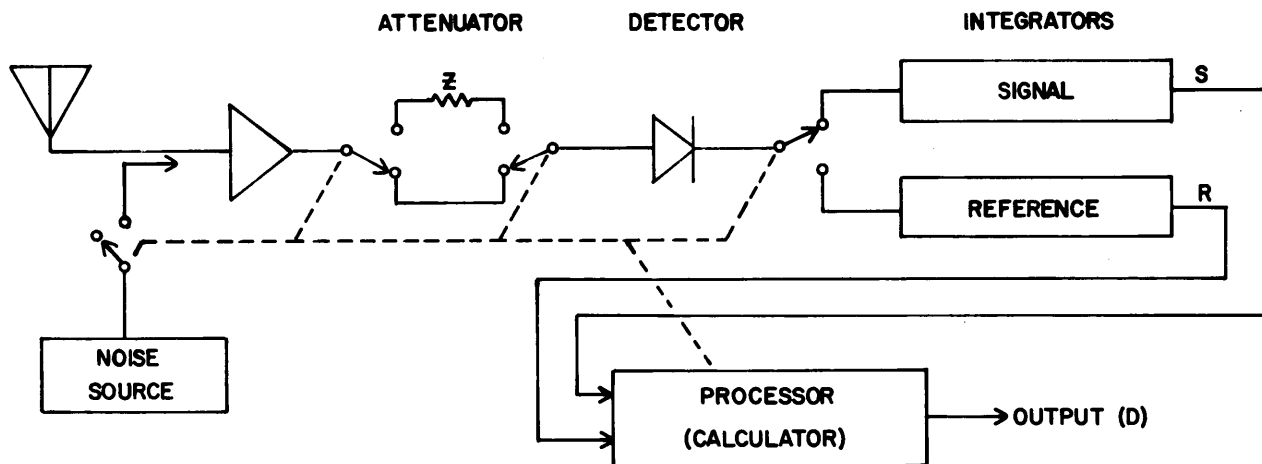 ATTENUATOR
DETECTOR
INTEGRATORS
Z
SIGNAL
S
REFERENCE
R
NOISE
SOURCE
PROCESSOR
(CALCULATOR)
OUTPUT (D)